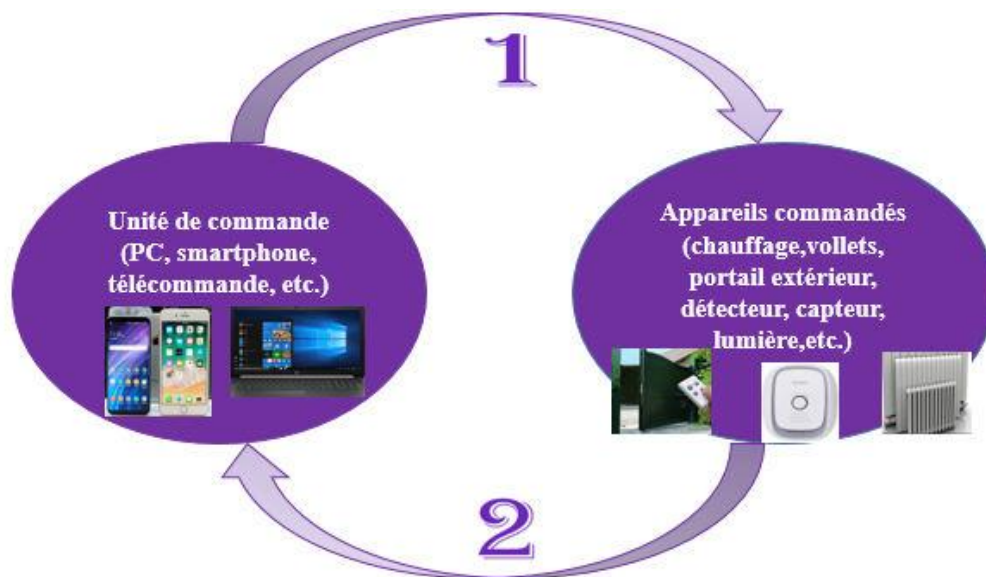 1
Unité de commande
(PC, smartphone,
télécommande, etc.)
Appareils commandés
(chauffage,vollets,
portail extérieur,
détecteur, capteur,
lumière,etc.)
2